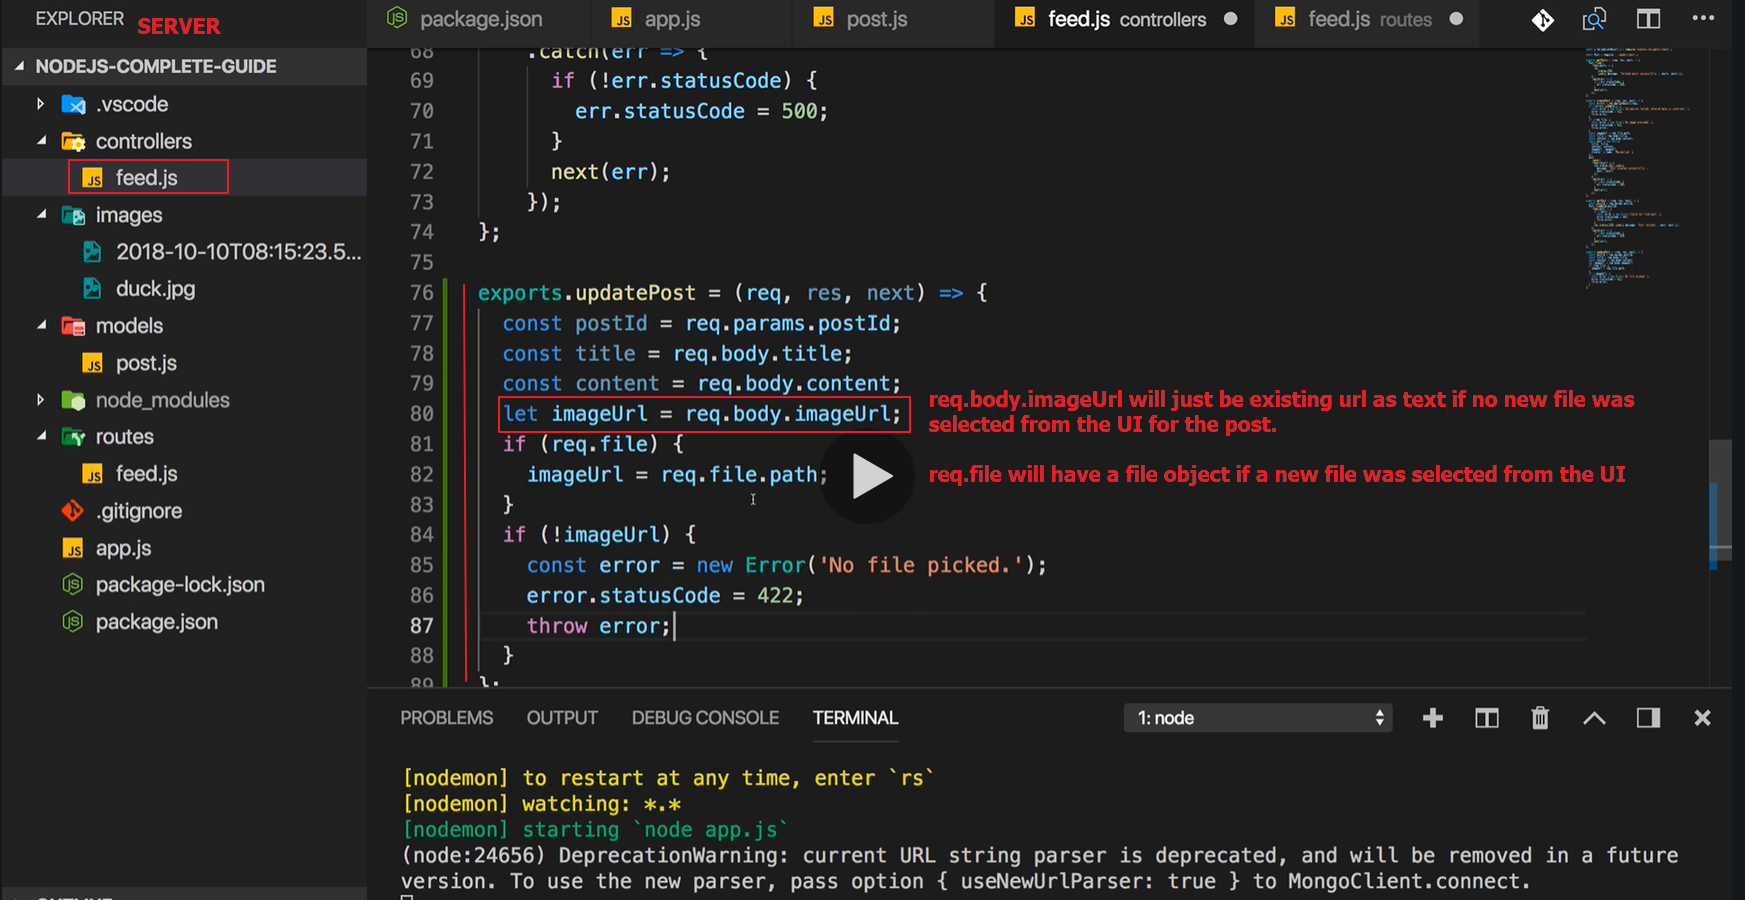 EXPLORER
SERVER
package.json
app.js
post.js
feed.js controllers
feed.js routes
NODEJS-COMPLETE-GUIDE
.vscode
controllers
feed.js
images
2018-10-10T08:15:23.5...
duck.jpg
models
post.js
node_modules
routes
feed.js
.gitignore
app.js
package-lock.json
package.json
68 .catch(err => {
69 if (!err.statusCode) {
70 err.statusCode = 500;
71 }
72 next(err);
73 });
74 };
75
76 exports.updatePost = (req, res, next) => {
77 const postId = req.params.postId;
78 const title = req.body.title;
79 const content = req.body.content;
80 let imageUrl = req.body.imageUrl;
81 if (req.file) {
82 imageUrl = req.file.path;
83 }
84 if (!imageUrl) {
85 const error = new Error('No file picked.');
86 error.statusCode = 422;
87 throw error;
88 }
89 };
req.body.imageUrl will just be existing url as text if no new file was
selected from the UI for the post.
req.file will have a file object if a new file was selected from the UI
PROBLEMS OUTPUT DEBUG CONSOLE TERMINAL
1: node
[nodemon] to restart at any time, enter `rs`
[nodemon] watching: *.*
[nodemon] starting `node app.js`
(node:24656) DeprecationWarning: current URL string parser is deprecated, and will be removed in a future
version. To use the new parser, pass option { useNewUrlParser: true } to MongoClient.connect.